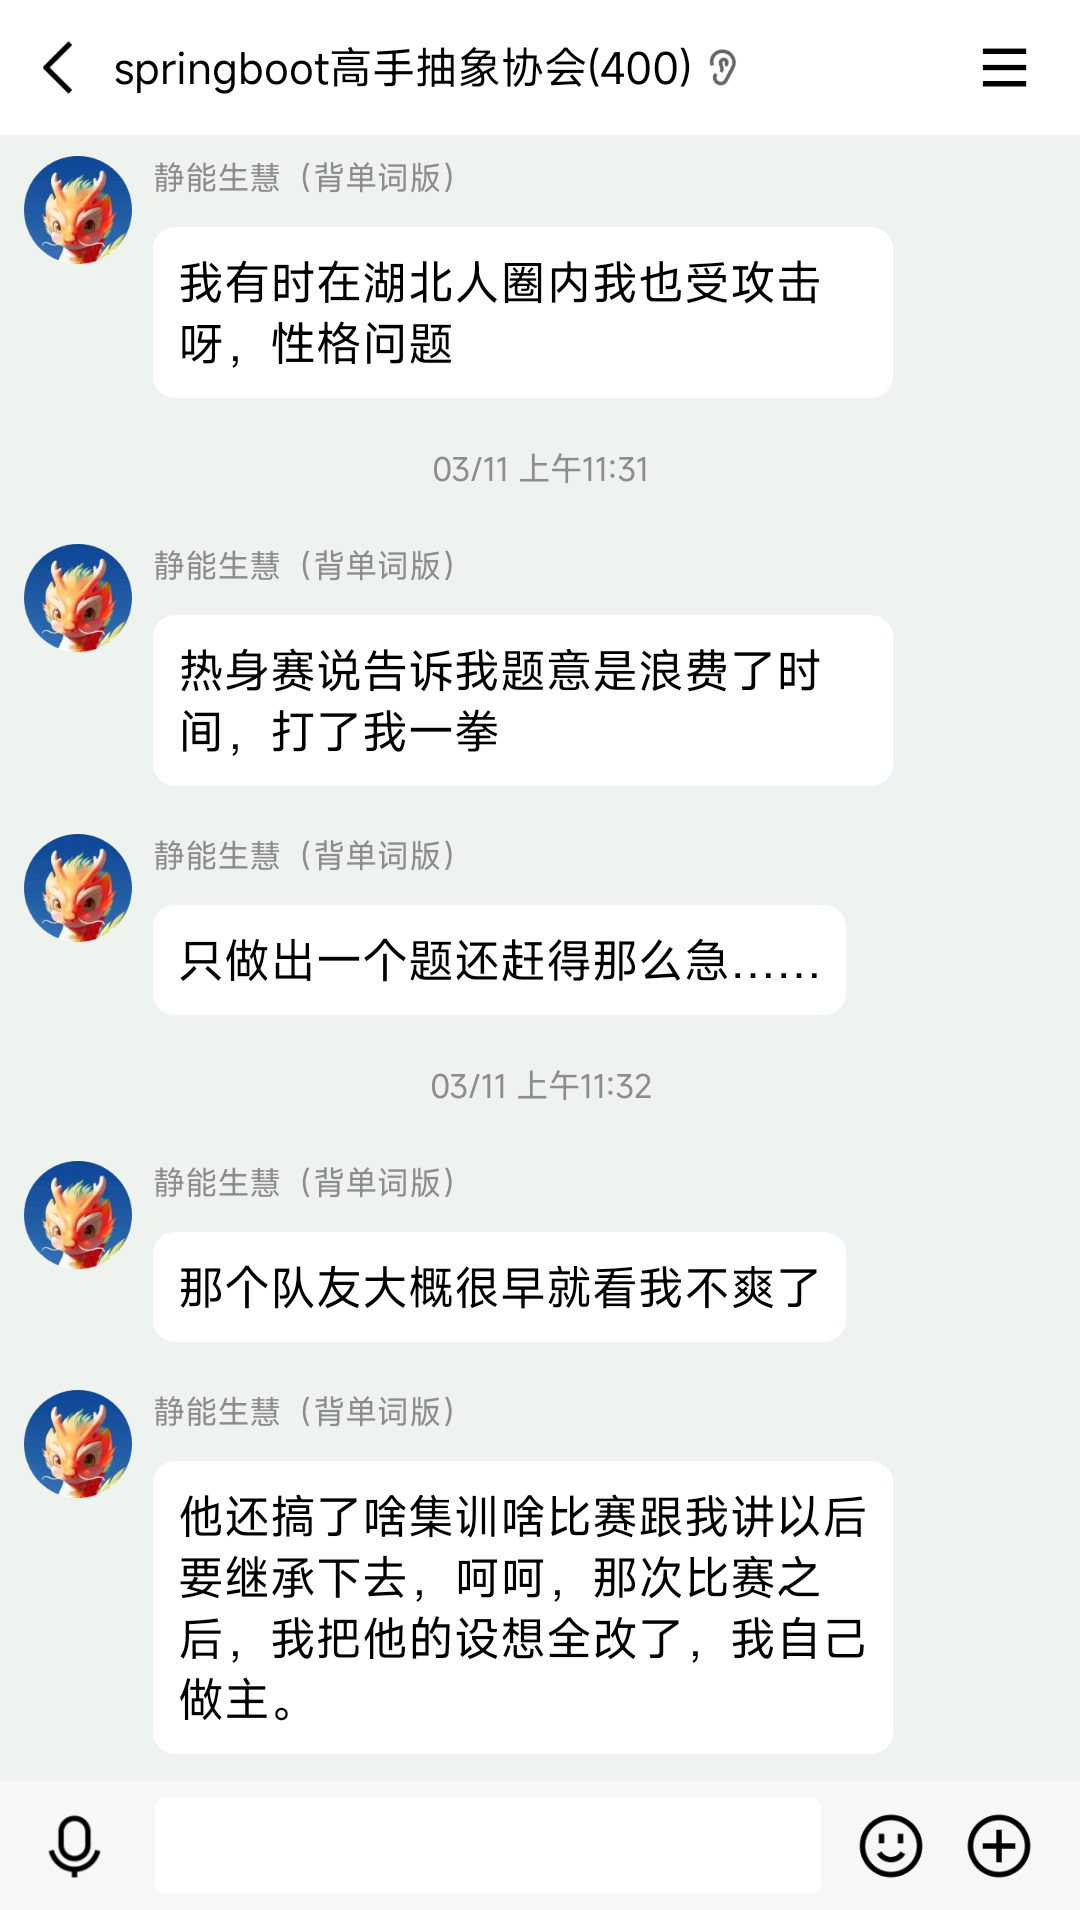 springboot高手抽象协会(400)
静能生慧（背单词版）
我有时在湖北人圈内我也受攻击
呀，性格问题
03/11 上午11:31
静能生慧（背单词版）
热身赛说告诉我题意是浪费了时
间，打了我一拳
静能生慧（背单词版）
只做出一个题还赶得那么急......
03/11 上午11:32
静能生慧（背单词版）
那个队友大概很早就看我不爽了
静能生慧（背单词版）
他还搞了啥集训啥比赛跟我讲以后
要继承下去，呵呵，那次比赛之
后，我把他的设想全改了，我自己
做主。